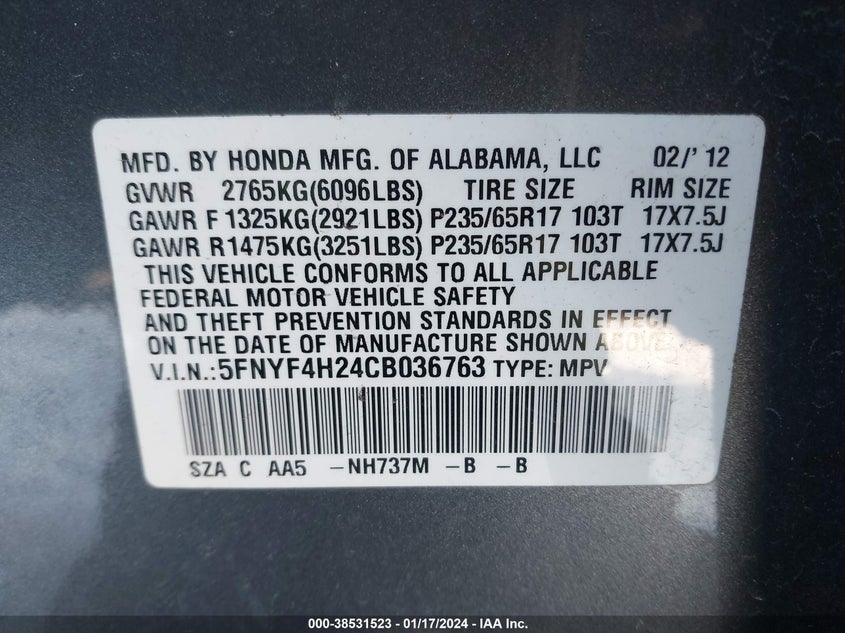 MFD. BY HONDA MFG. OF ALABAMA, LLC 02/' 12
GVWR 2765KG(6096LBS) TIRE SIZE RIM SIZE
GAWR F 1325KG(2921LBS) P235/65R17 103T 17X7.5J
GAWR R1475KG(3251LBS) P235/65R17 103T 17X7.5J
THIS VEHICLE CONFORMS TO ALL APPLICABLE
FEDERAL MOTOR VEHICLE SAFETY
AND THEFT PREVENTION STANDARDS IN EFFECT
ON THE DATE OF MANUFACTURE SHOWN ABOVE.
V.I.N.:5FNYF4H24CB036763 TYPE: MPV
SZA C AA5 -NH737M -B -B
000-38531523 - 01/17/2024 - IAA Inc.